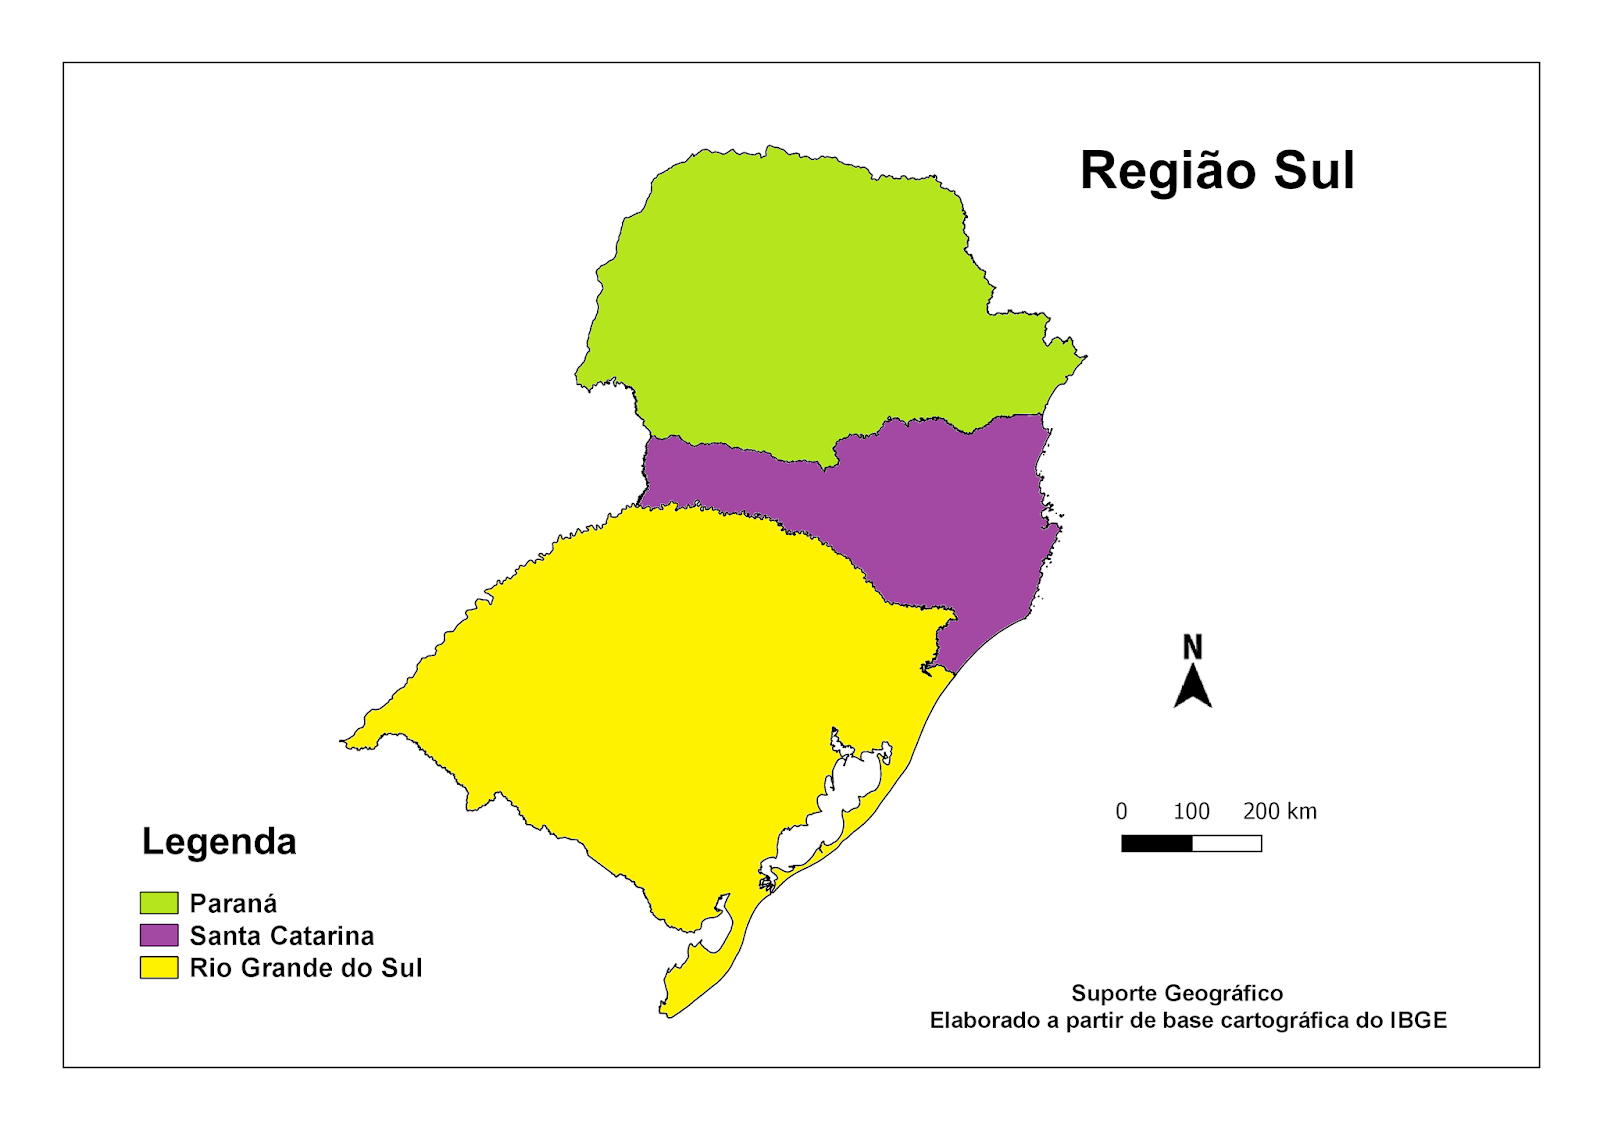 Região Sul
N
0 100 200 km
Legenda
Paraná
Santa Catarina
Rio Grande do Sul
Suporte Geográfico
Elaborado a partir de base cartográfica do IBGE